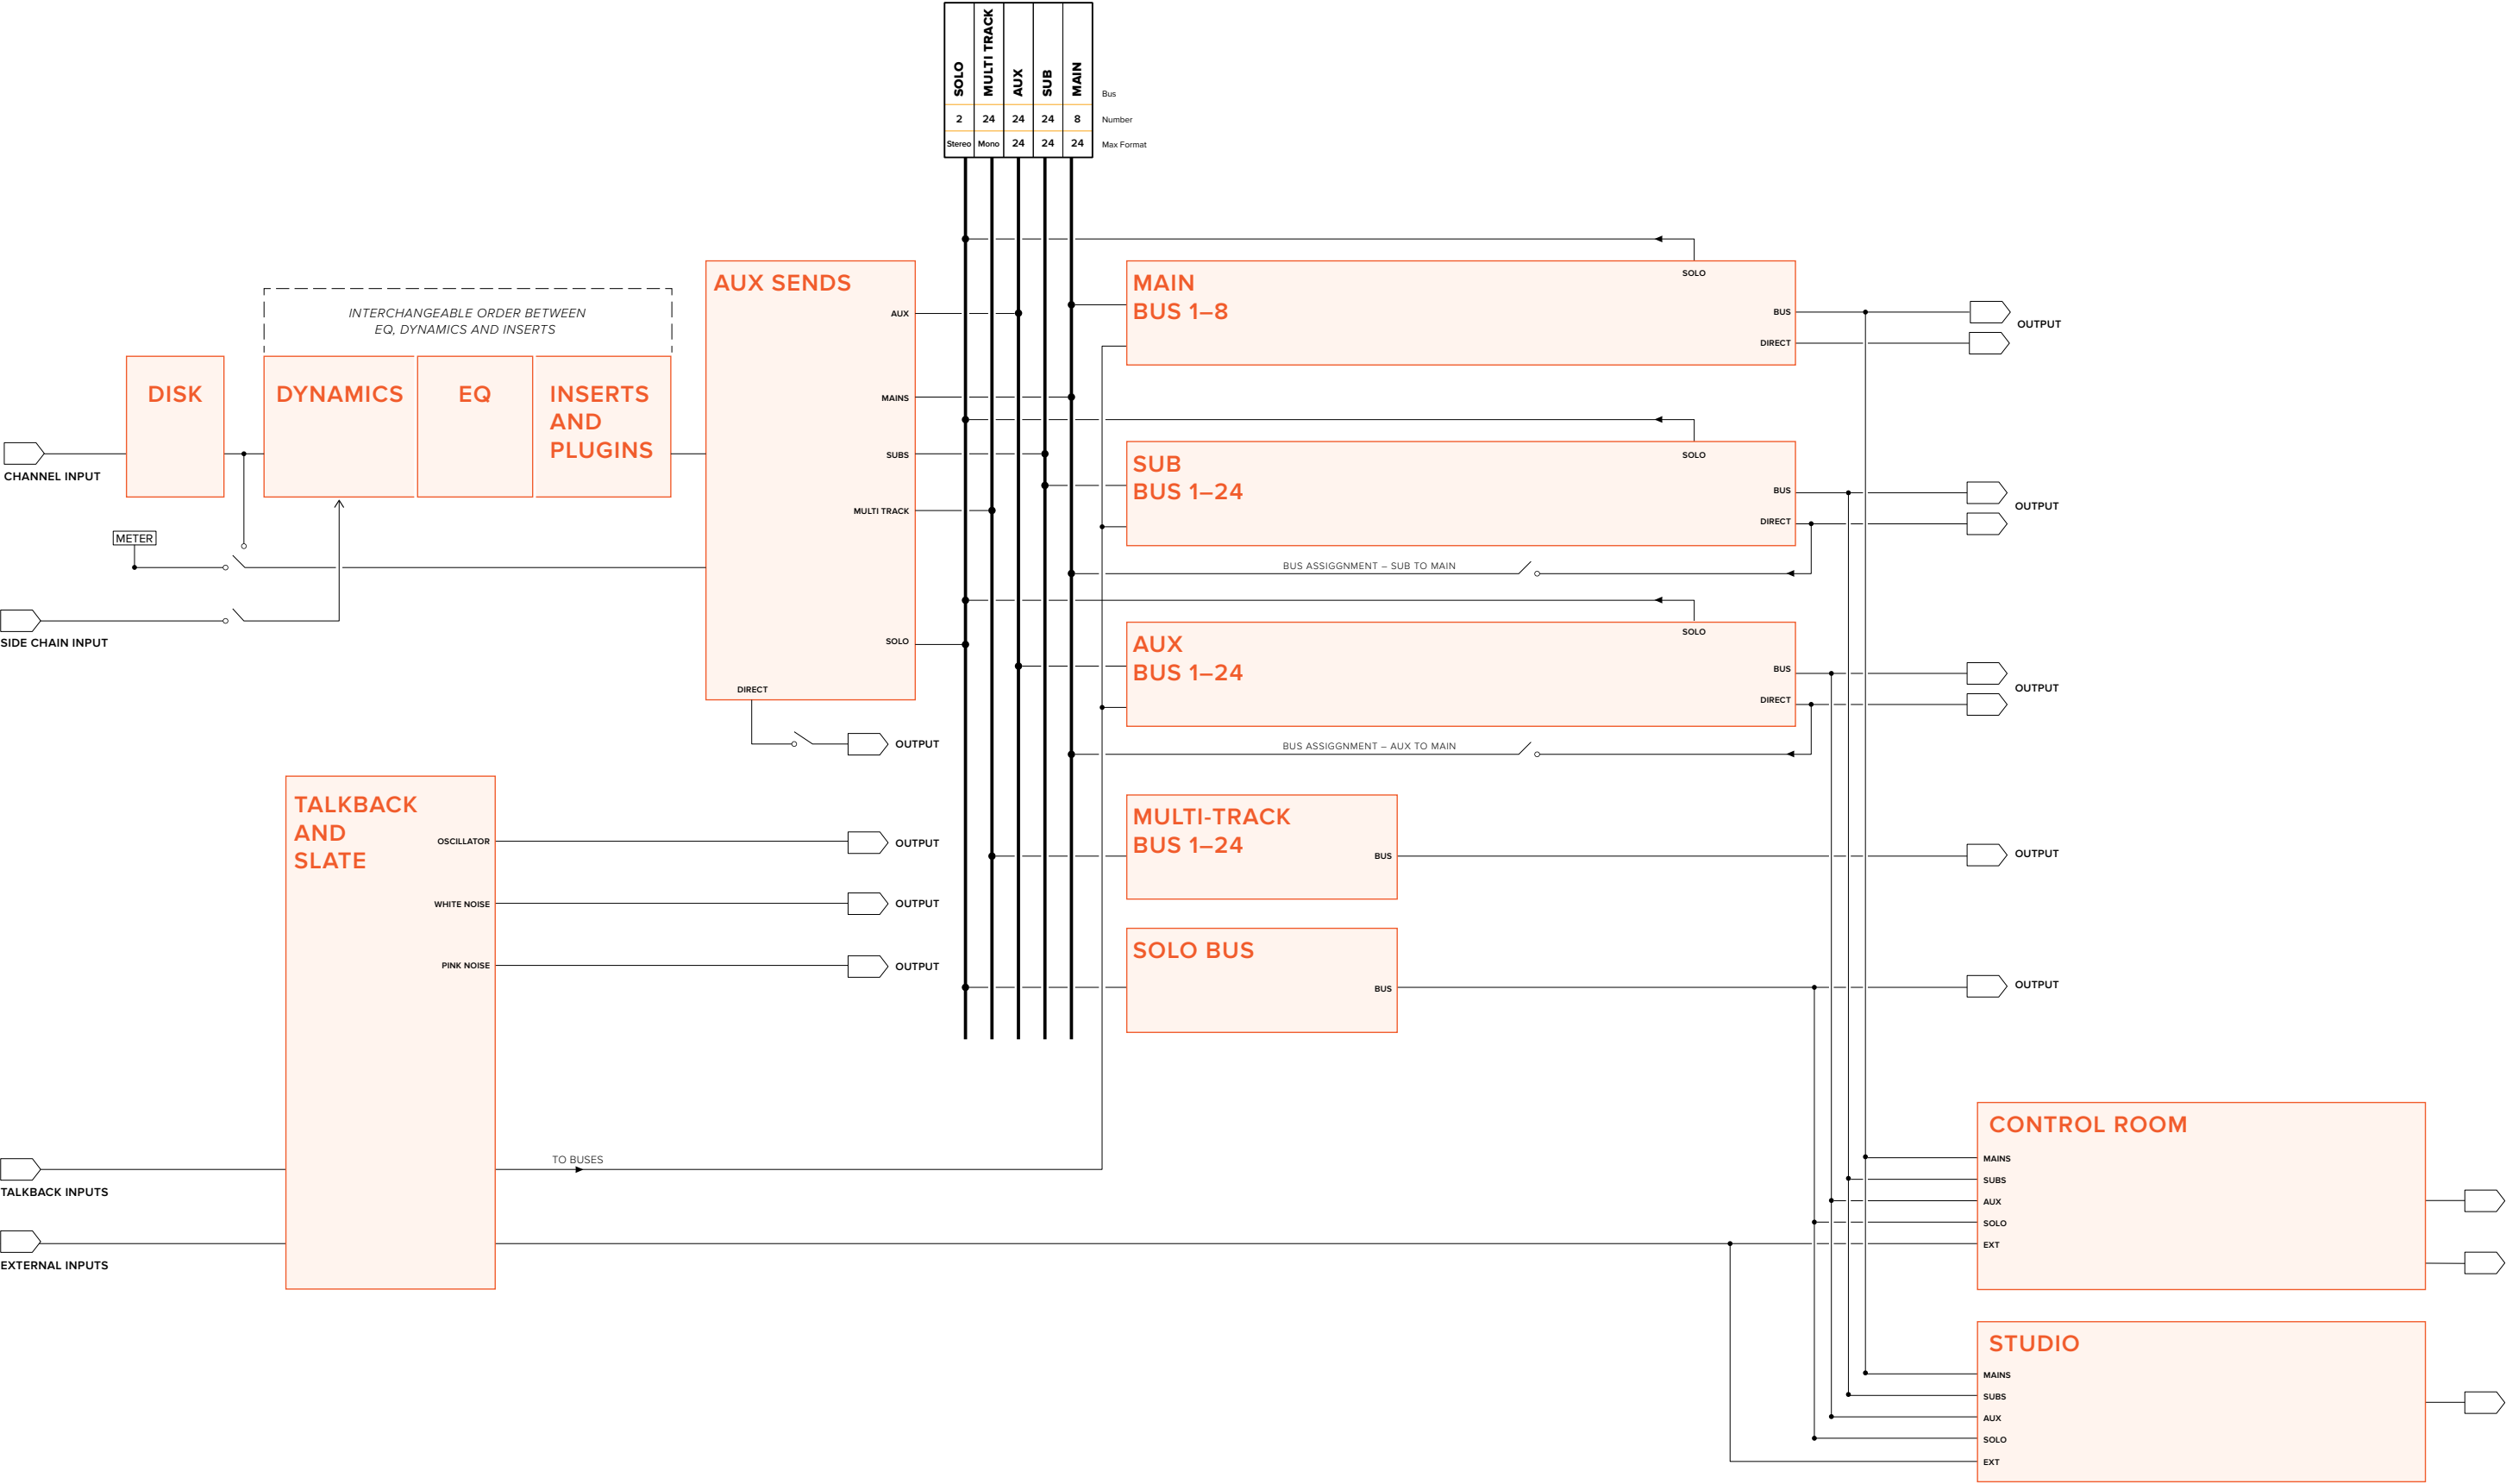 SOLO
MULTI TRACK
AUX
SUB
MAIN
Bus
2
24
24
24
8
Number
Stereo
Mono
24
24
24
Max Format
INTERCHANGEABLE ORDER BETWEEN
EQ, DYNAMICS AND INSERTS
DISK
DYNAMICS
EQ
INSERTS
AND
PLUGINS
CHANNEL INPUT
METER
SIDE CHAIN INPUT
AUX SENDS
AUX
MAINS
SUBS
MULTI TRACK
SOLO
DIRECT
OUTPUT
MAIN
BUS 1–8
SOLO
BUS
DIRECT
OUTPUT
SUB
BUS 1–24
SOLO
BUS
DIRECT
OUTPUT
BUS ASSIGGNMENT – SUB TO MAIN
AUX
BUS 1–24
SOLO
BUS
DIRECT
OUTPUT
BUS ASSIGGNMENT – AUX TO MAIN
MULTI-TRACK
BUS 1–24
BUS
OUTPUT
SOLO BUS
BUS
OUTPUT
TALKBACK
AND
SLATE
OSCILLATOR
OUTPUT
WHITE NOISE
OUTPUT
PINK NOISE
OUTPUT
TO BUSES
TALKBACK INPUTS
EXTERNAL INPUTS
CONTROL ROOM
MAINS
SUBS
AUX
SOLO
EXT
STUDIO
MAINS
SUBS
AUX
SOLO
EXT